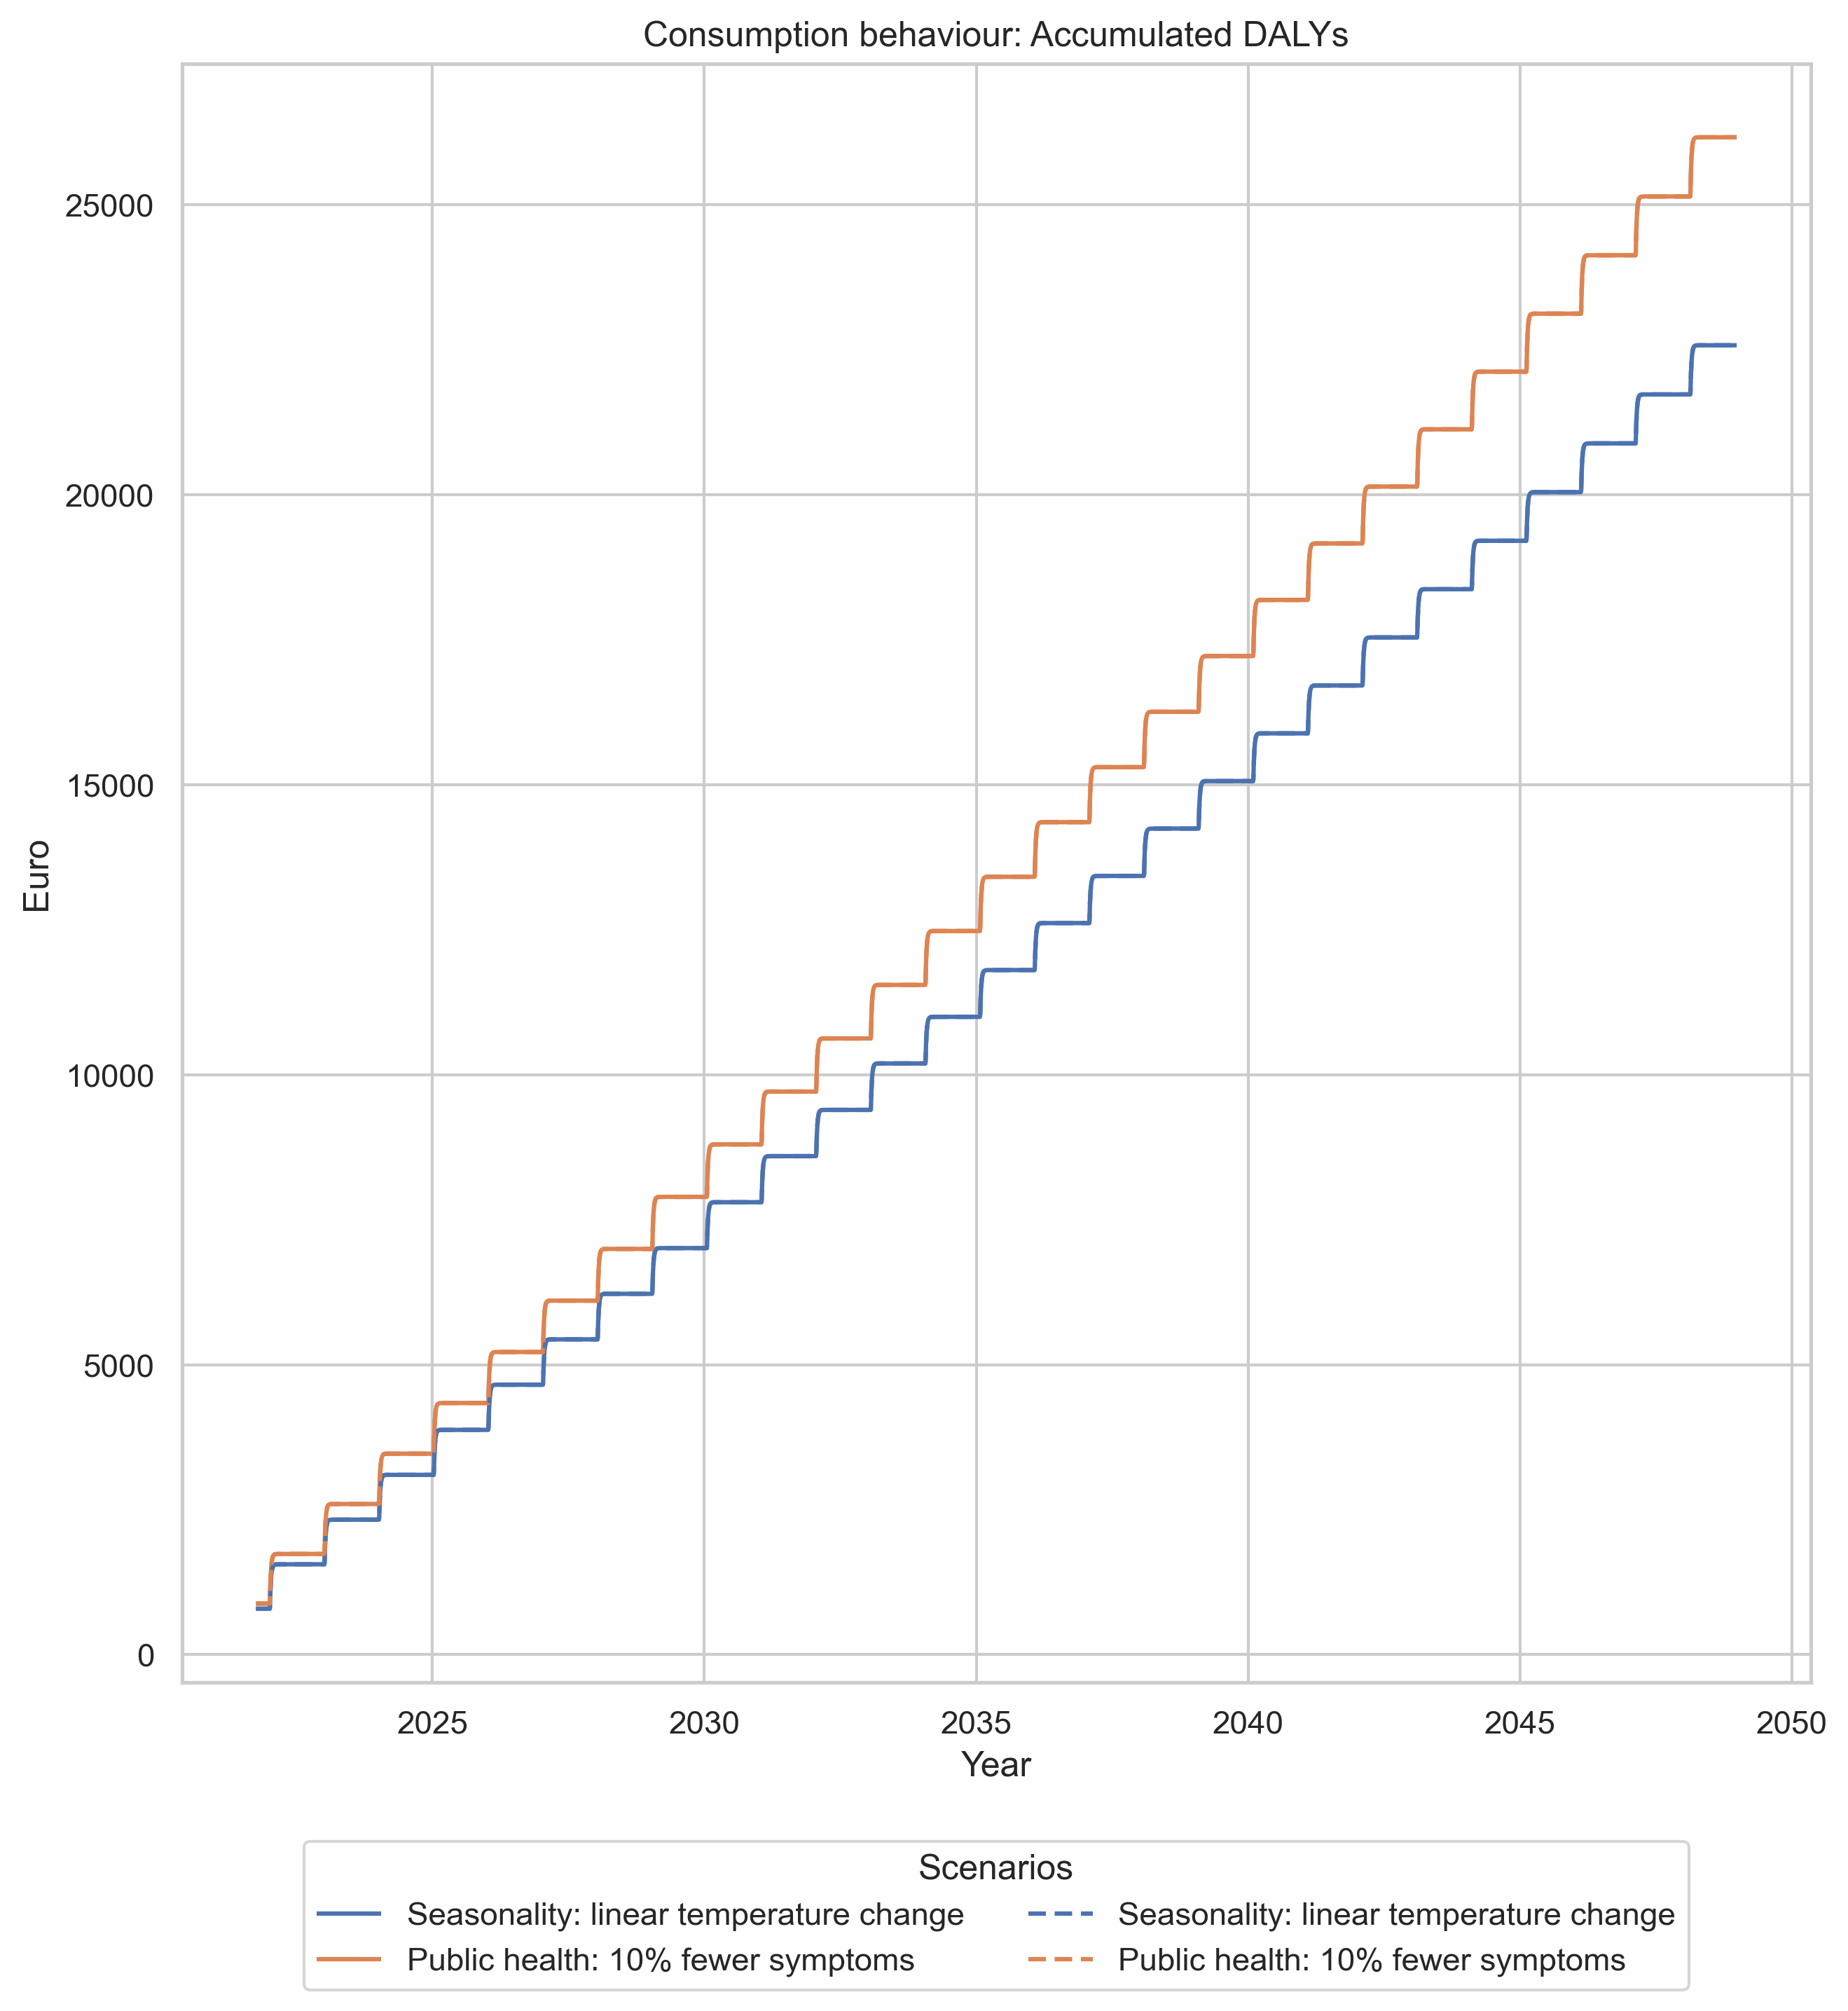 Consumption behaviour: Accumulated DALYs
25000
20000
15000
10000
5000
0
Euro
2025 2030 2035 2040 2045 2050
Year
Scenarios
Seasonality: linear temperature change Seasonality: linear temperature change
Public health: 10% fewer symptoms Public health: 10% fewer symptoms